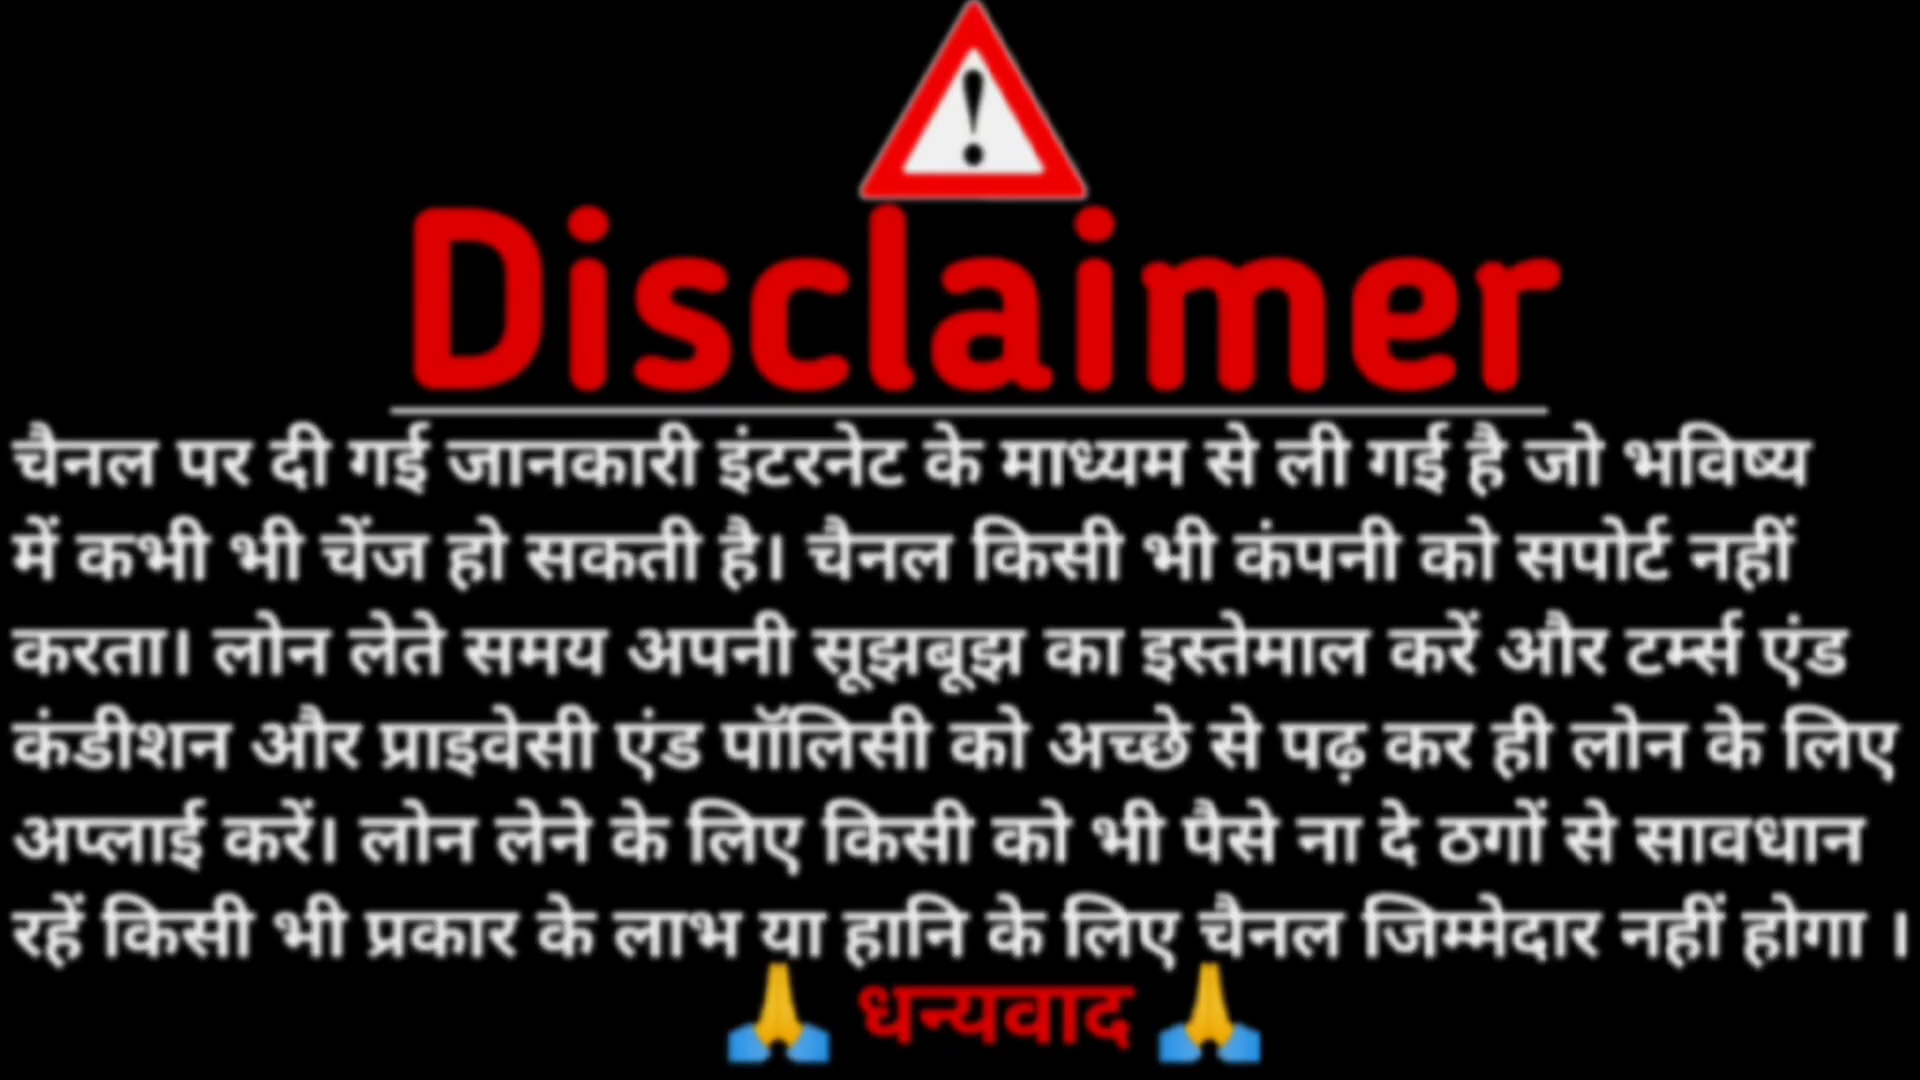 Disclaimer
चैनल पर दी गई जानकारी इंटरनेट के माध्यम से ली गई है जो भविष्य
में कभी भी चेंज हो सकती है। चैनल किसी भी कंपनी को सपोर्ट नहीं
करता। लोन लेते समय अपनी सूझबूझ का इस्तेमाल करें और टर्म्स एंड
कंडीशन और प्राइवेसी एंड पॉलिसी को अच्छे से पढ़ कर ही लोन के लिए
अप्लाई करें। लोन लेने के लिए किसी को भी पैसे ना दे ठगों से सावधान
रहें किसी भी प्रकार के लाभ या हानि के लिए चैनल जिम्मेदार नहीं होगा ।
🙏 धन्यवाद 🙏